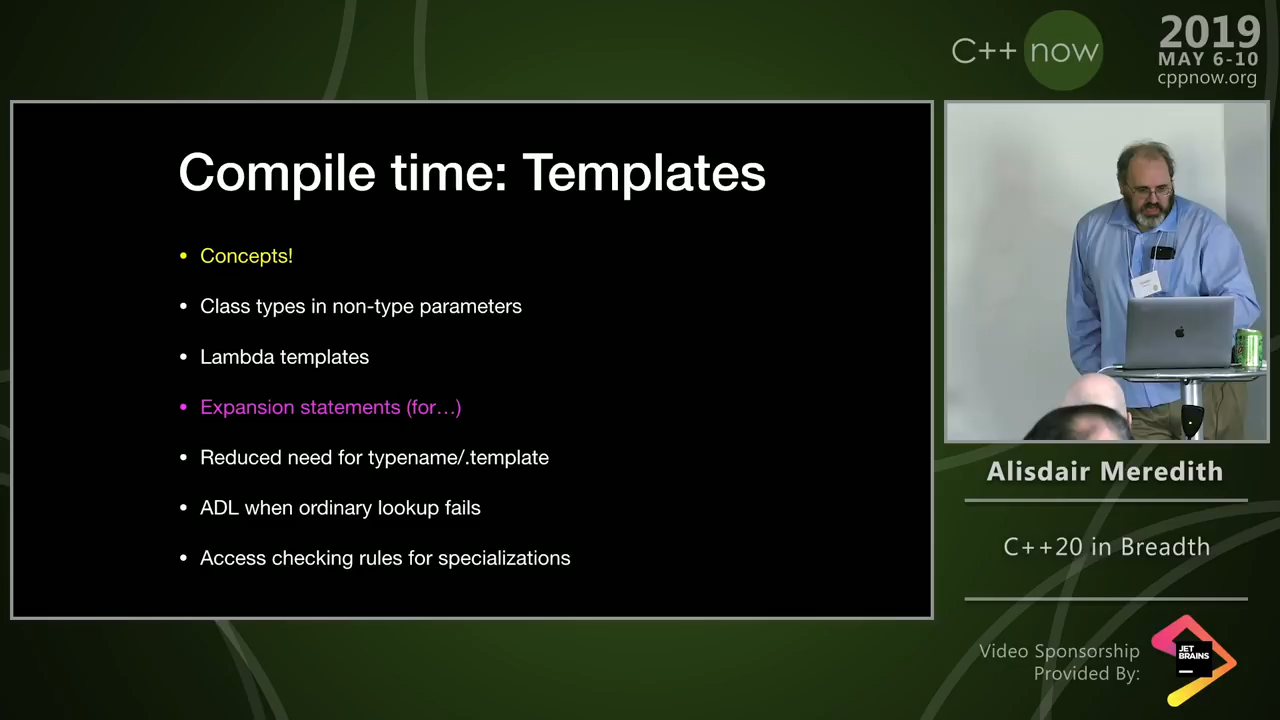 C++ now
2019
MAY 6-10
cppnow.org
Compile time: Templates
• Concepts!
• Class types in non-type parameters
• Lambda templates
• Expansion statements (for…)
• Reduced need for typename/.template
• ADL when ordinary lookup fails
• Access checking rules for specializations
Alisdair Meredith
C++20 in Breadth
Video Sponsorship
Provided By:
JET
BRAINS